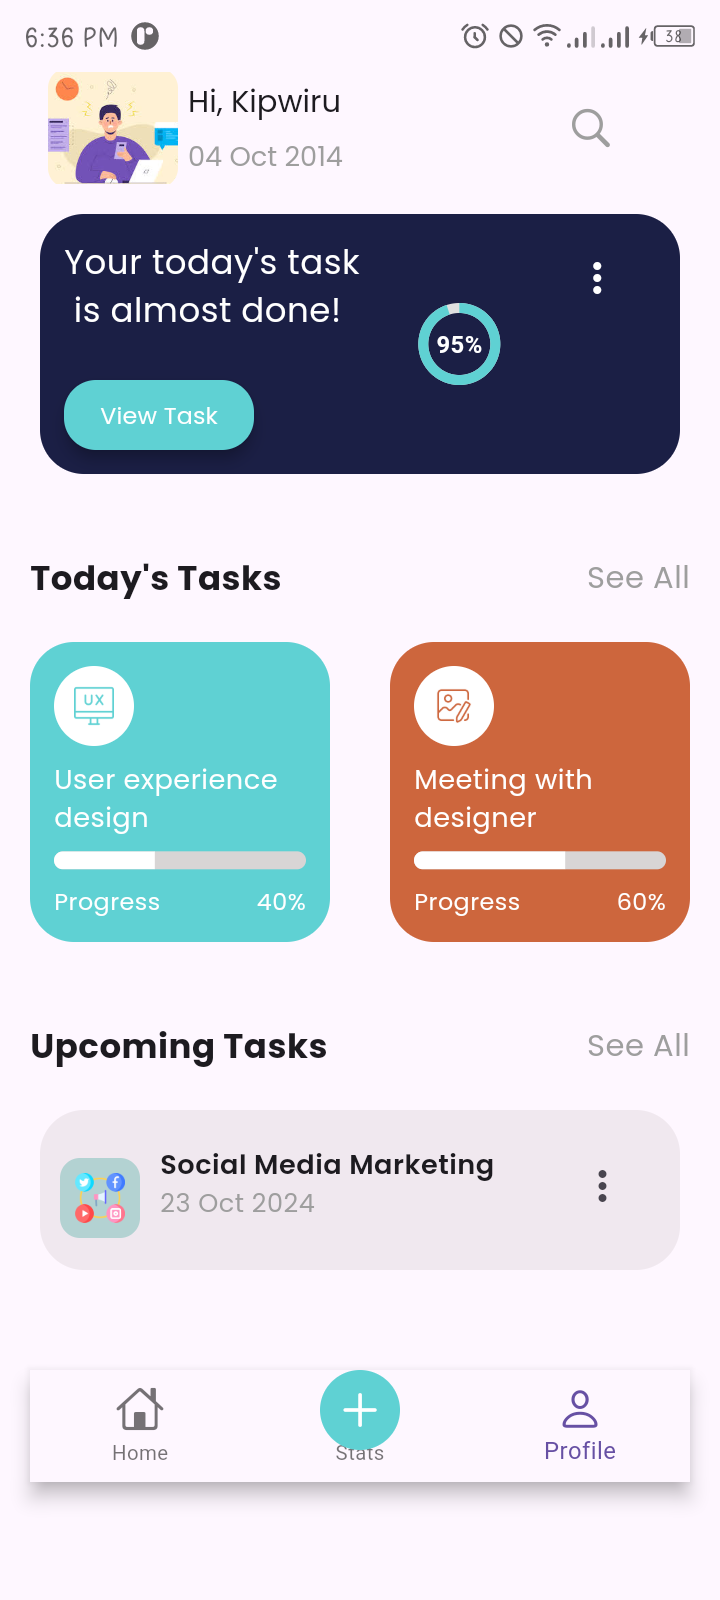 6:36 PM
38
Hi, Kipwiru
04 Oct 2014
Your today's task
is almost done!
95%
View Task
Today's Tasks See All
UX
User experience
design
Progress 40%
Meeting with
designer
Progress 60%
Upcoming Tasks See All
Social Media Marketing
23 Oct 2024
Home Stats Profile